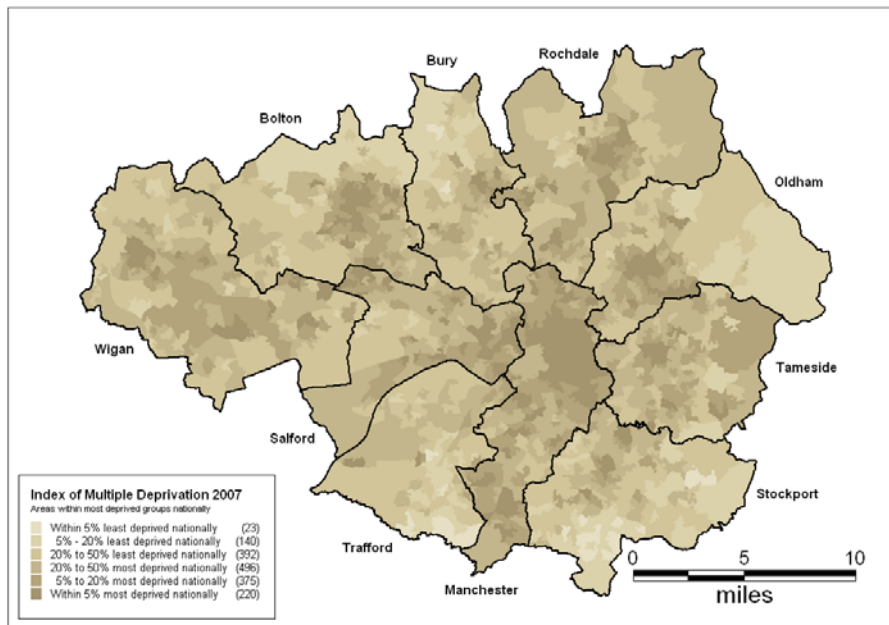 Bury
Rochdale
Bolton
Oldham
Wigan
Tameside
Salford
Stockport
Trafford
Manchester
Index of Multiple Deprivation 2007
Areas within most deprived groups nationally
Within 5% least deprived nationally (23)
5% - 20% least deprived nationally (140)
20% to 50% least deprived nationally (392)
20% to 50% most deprived nationally (496)
5% to 20% most deprived nationally (375)
Within 5% most deprived nationally (220)
0 5 10
miles